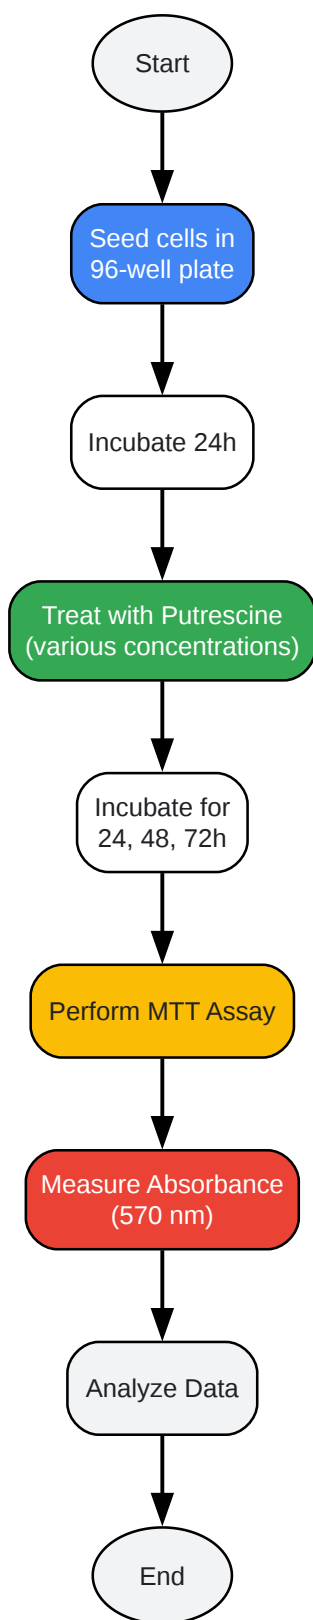 Start
Seed cells in
96-well plate
Incubate 24h
Treat with Putrescine
(various concentrations)
Incubate for
24, 48, 72h
Perform MTT Assay
Measure Absorbance
(570 nm)
Analyze Data
End